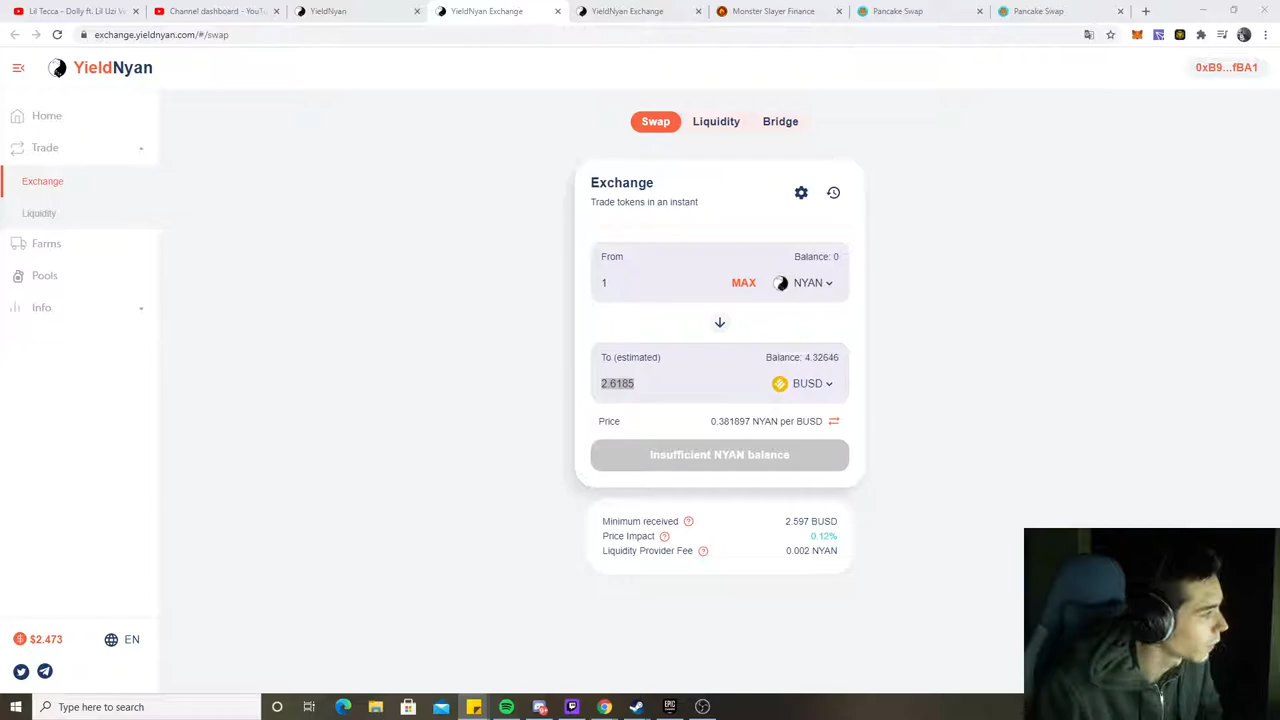 Lil Tecca - Dolly ft. Lil Uzi V
Channel dashboard - YouTu
YieldNyan
YieldNyan Exchange
YieldNyan Exchange
Monster Slayer Finance
Pancake Swap
Pancake Swap
exchange.yieldnyan.com/#/swap
YieldNyan
0xB9...fBA1
Home
Trade
Exchange
Liquidity
Farms
Pools
Info
Swap Liquidity Bridge
Exchange
Trade tokens in an instant
From Balance: 0
1 MAX NYAN
To (estimated) Balance: 4.32646
2.6185 BUSD
Price 0.381897 NYAN per BUSD
Insufficient NYAN balance
Minimum received 2.597 BUSD
Price Impact 0.12%
Liquidity Provider Fee 0.002 NYAN
$2.473 EN
Type here to search
EPIC